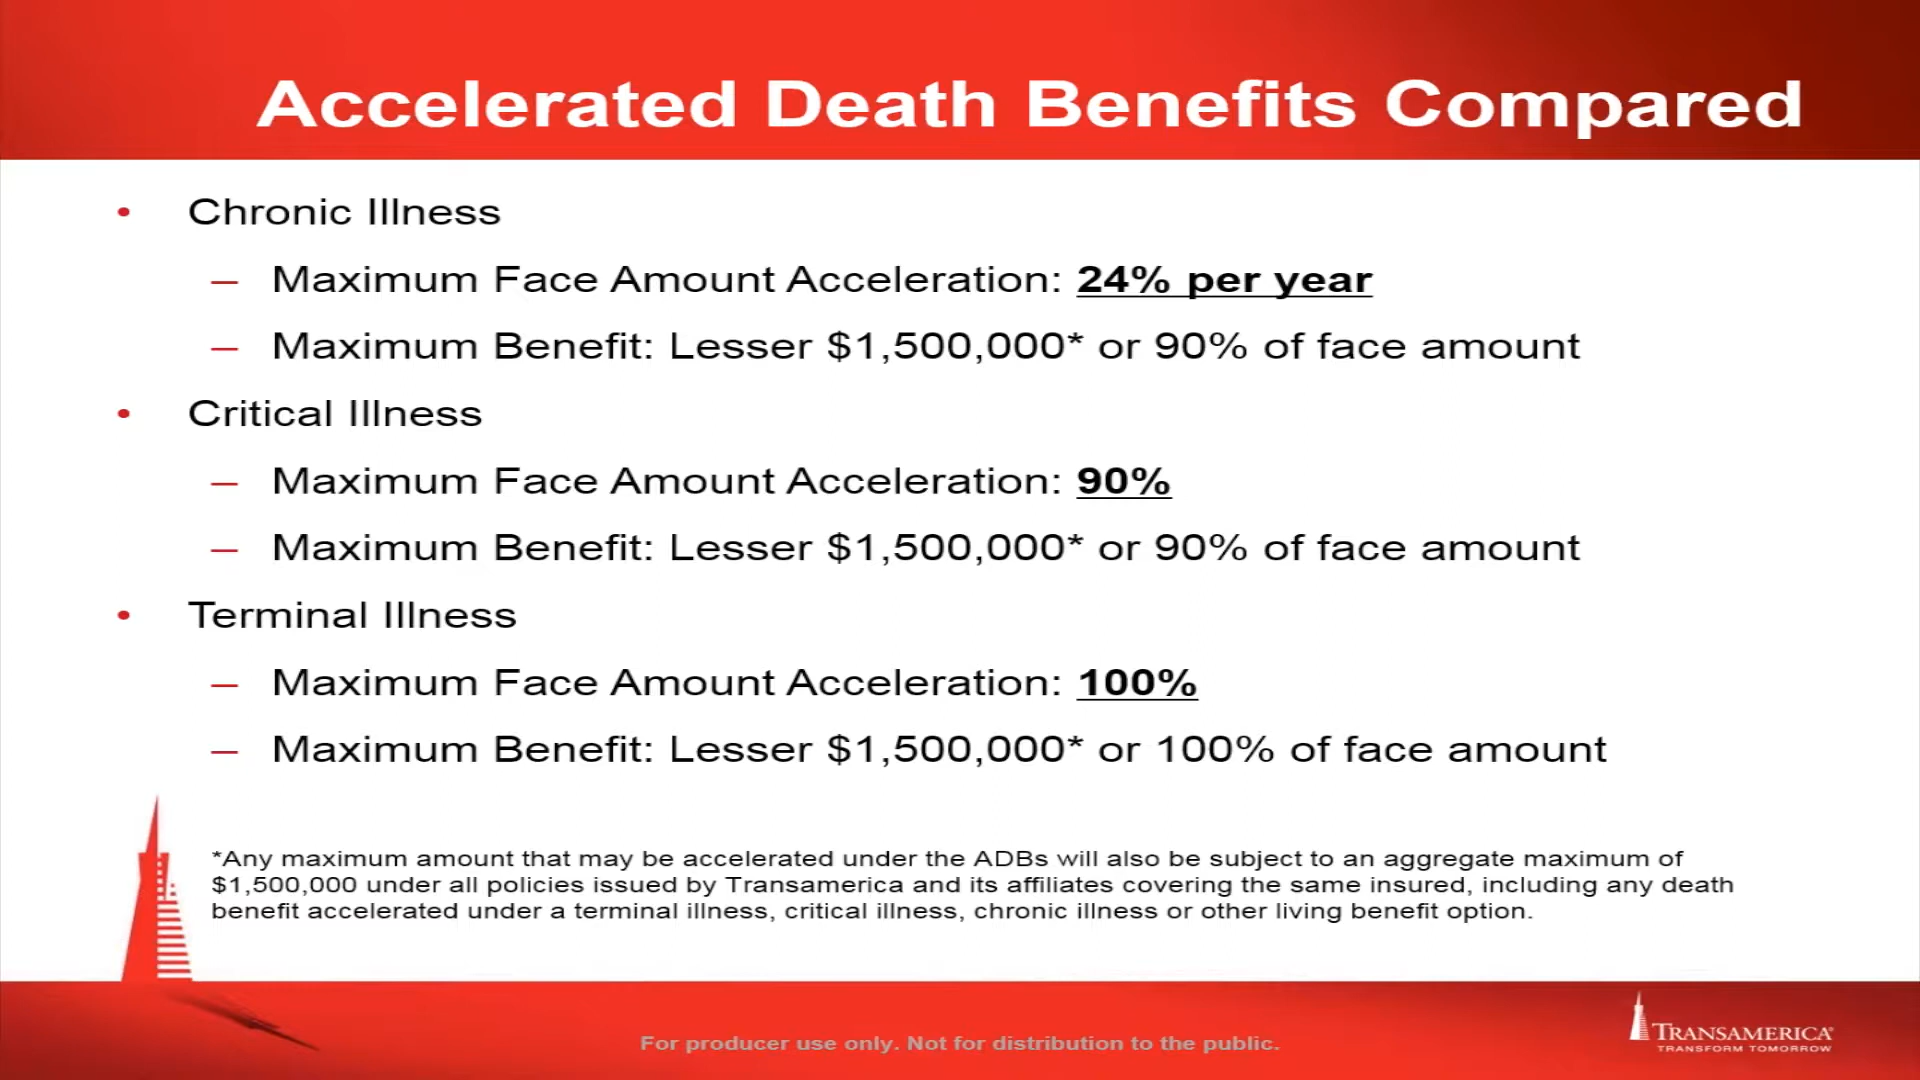 Accelerated Death Benefits Compared
• Chronic Illness
– Maximum Face Amount Acceleration: 24% per year
– Maximum Benefit: Lesser $1,500,000* or 90% of face amount
• Critical Illness
– Maximum Face Amount Acceleration: 90%
– Maximum Benefit: Lesser $1,500,000* or 90% of face amount
• Terminal Illness
– Maximum Face Amount Acceleration: 100%
– Maximum Benefit: Lesser $1,500,000* or 100% of face amount
*Any maximum amount that may be accelerated under the ADBs will also be subject to an aggregate maximum of
$1,500,000 under all policies issued by Transamerica and its affiliates covering the same insured, including any death
benefit accelerated under a terminal illness, critical illness, chronic illness or other living benefit option.
For producer use only. Not for distribution to the public.
TRANSAMERICA®
TRANSFORM TOMORROW